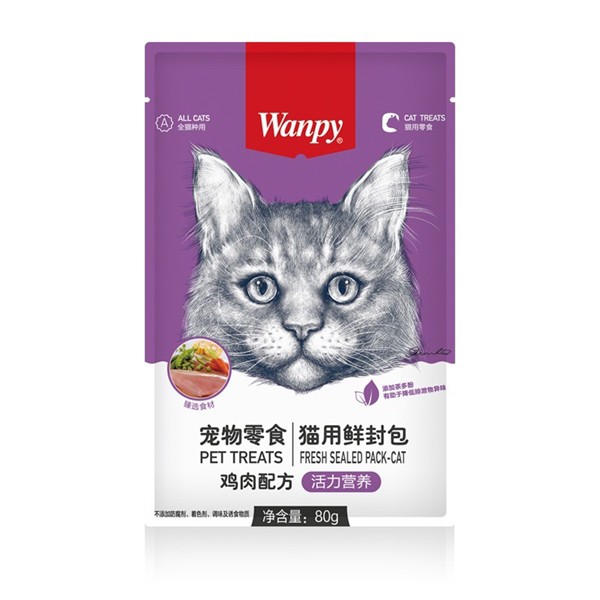 Wanpy®
A
ALL CATS
全猫种用
CAT TREATS
猫用零食
臻选食材
添加茶多酚
有助于降低排泄物异味
宠物零食
PET TREATS
猫用鲜封包
FRESH SEALED PACK-CAT
鸡肉配方
活力营养
不添加防腐剂、着色剂、调味及诱食物质
净含量：80g